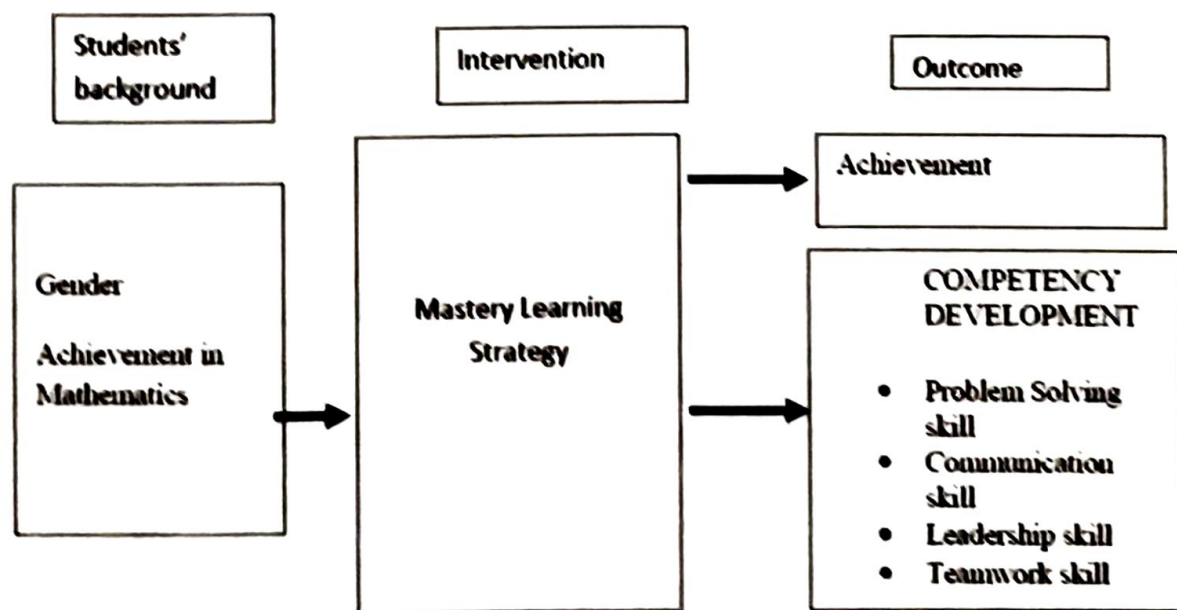 Students'
background
Intervention
Outcome
Gender
Achievement in
Mathematics
Mastery Learning
Strategy
Achievement
COMPETENCY
DEVELOPMENT
• Problem Solving
skill
• Communication
skill
• Leadership skill
• Teamwork skill